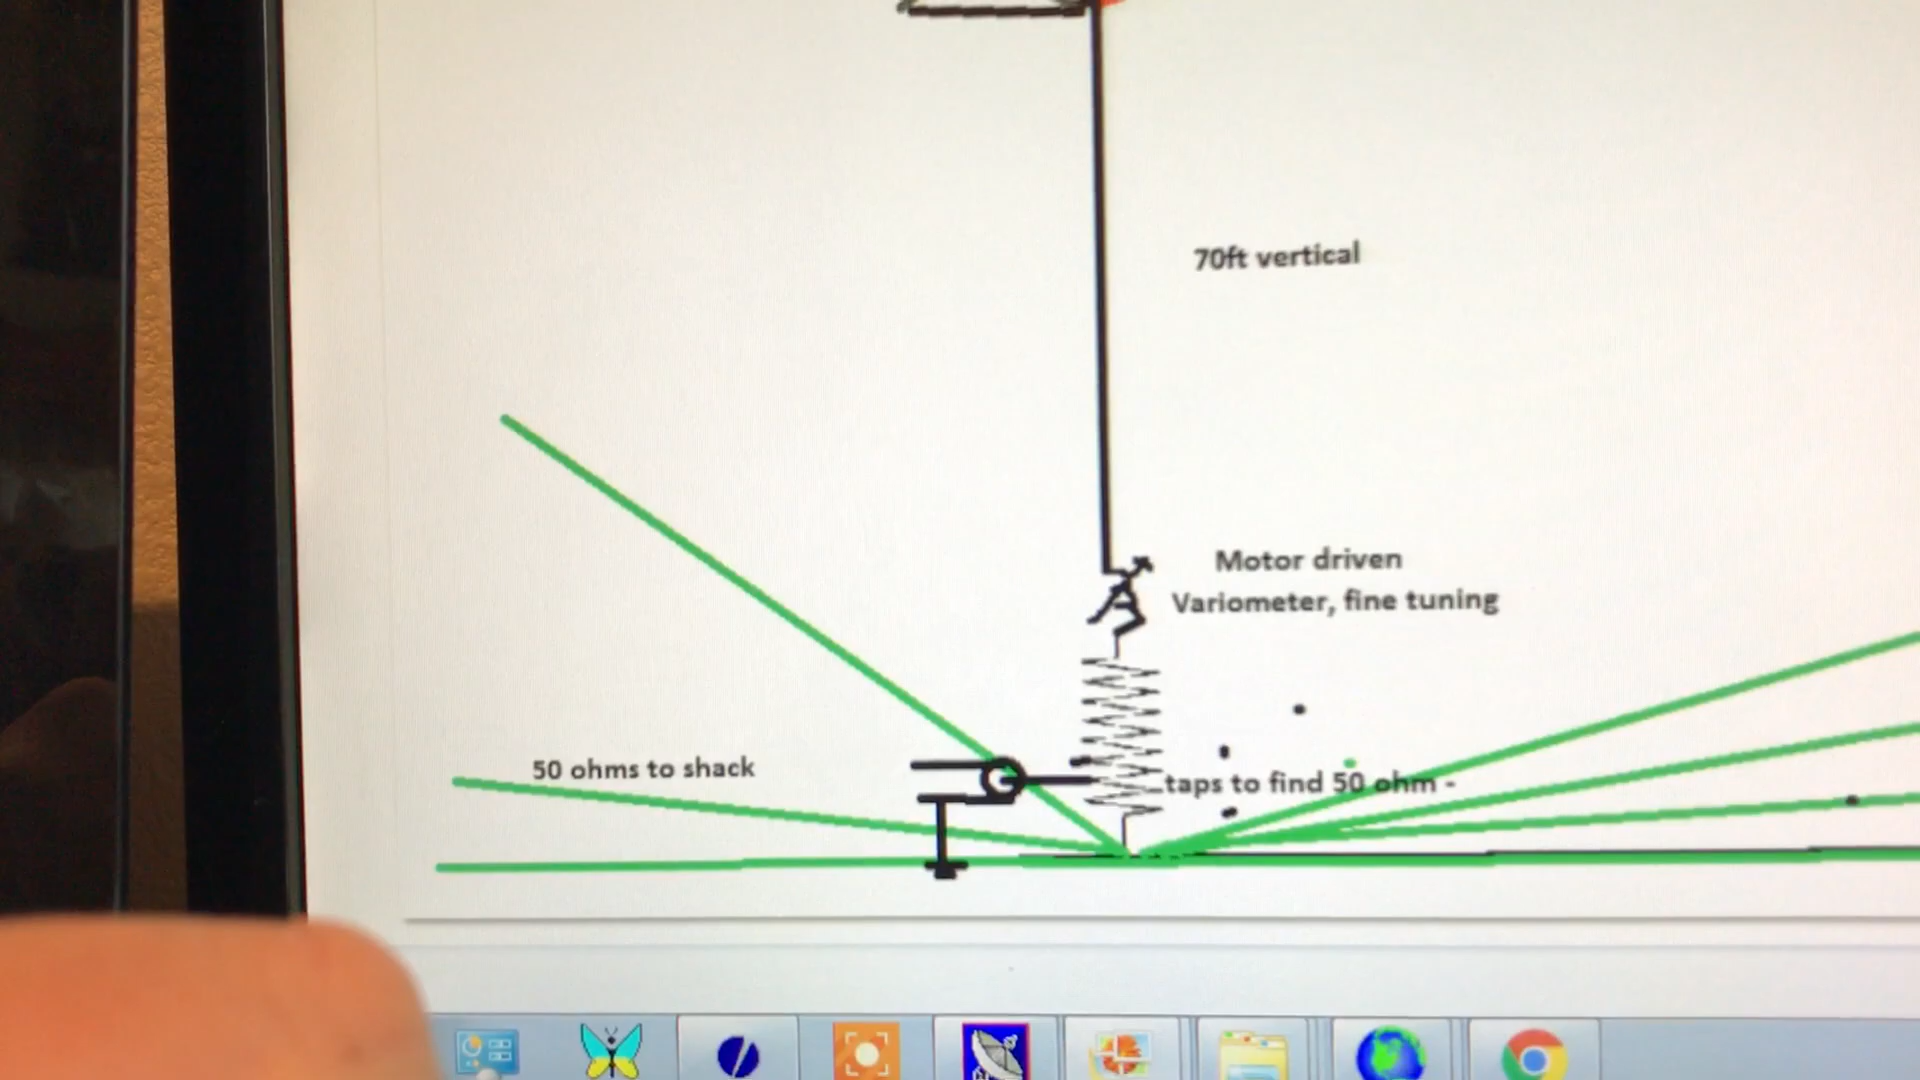 70ft vertical
Motor driven
Variometer, fine tuning
50 ohms to shack
taps to find 50 ohm -